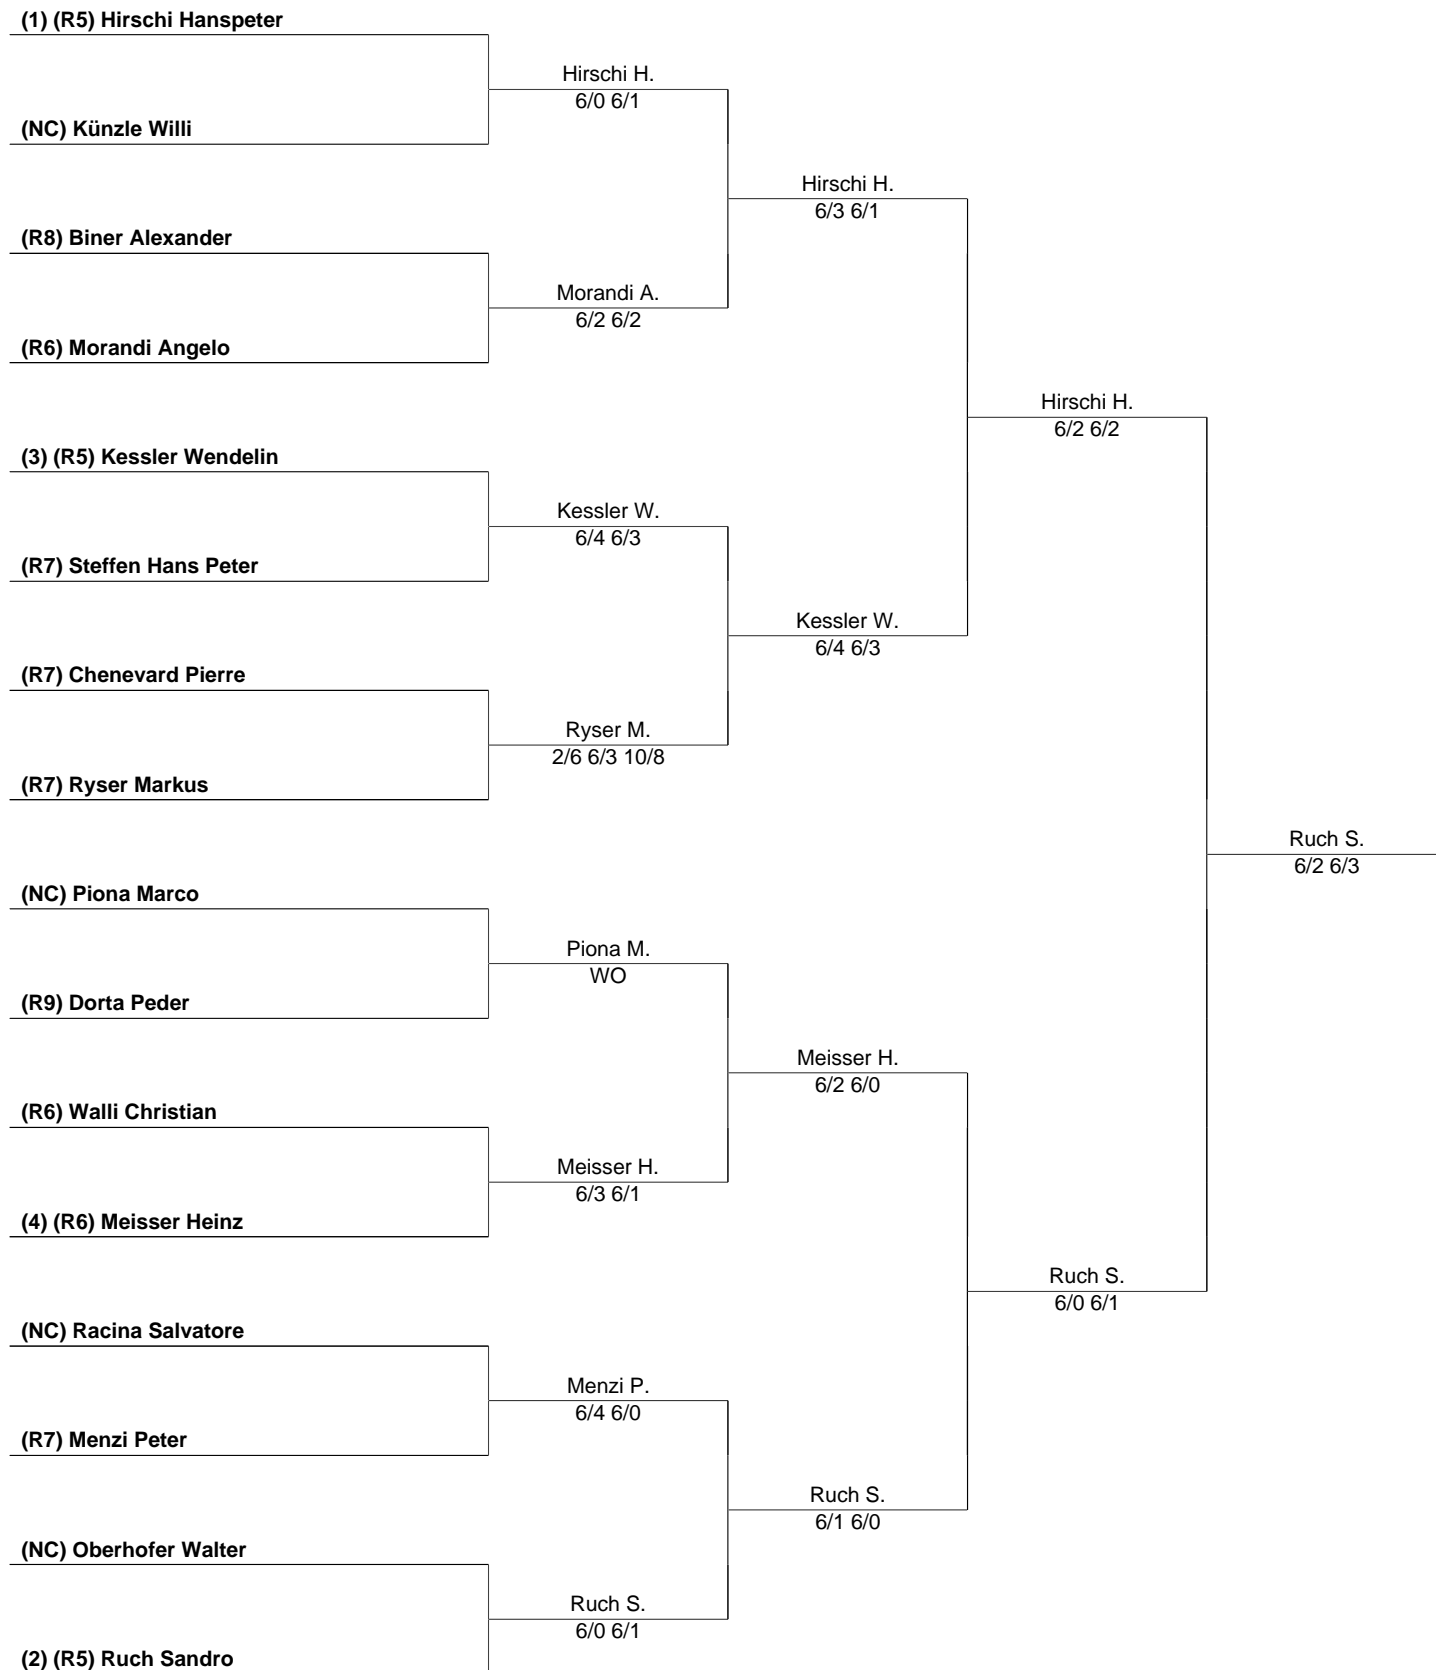 (1) (R5) Hirschi Hanspeter
Hirschi H.
6/0 6/1
(NC) Künzle Willi
Hirschi H.
6/3 6/1
(R8) Biner Alexander
Morandi A.
6/2 6/2
(R6) Morandi Angelo
Hirschi H.
6/2 6/2
(3) (R5) Kessler Wendelin
Kessler W.
6/4 6/3
(R7) Steffen Hans Peter
Kessler W.
6/4 6/3
(R7) Chenevard Pierre
Ryser M.
2/6 6/3 10/8
(R7) Ryser Markus
Ruch S.
6/2 6/3
(NC) Piona Marco
Piona M.
WO
(R9) Dorta Peder
Meisser H.
6/2 6/0
(R6) Walli Christian
Meisser H.
6/3 6/1
(4) (R6) Meisser Heinz
Ruch S.
6/0 6/1
(NC) Racina Salvatore
Menzi P.
6/4 6/0
(R7) Menzi Peter
Ruch S.
6/1 6/0
(NC) Oberhofer Walter
Ruch S.
6/0 6/1
(2) (R5) Ruch Sandro